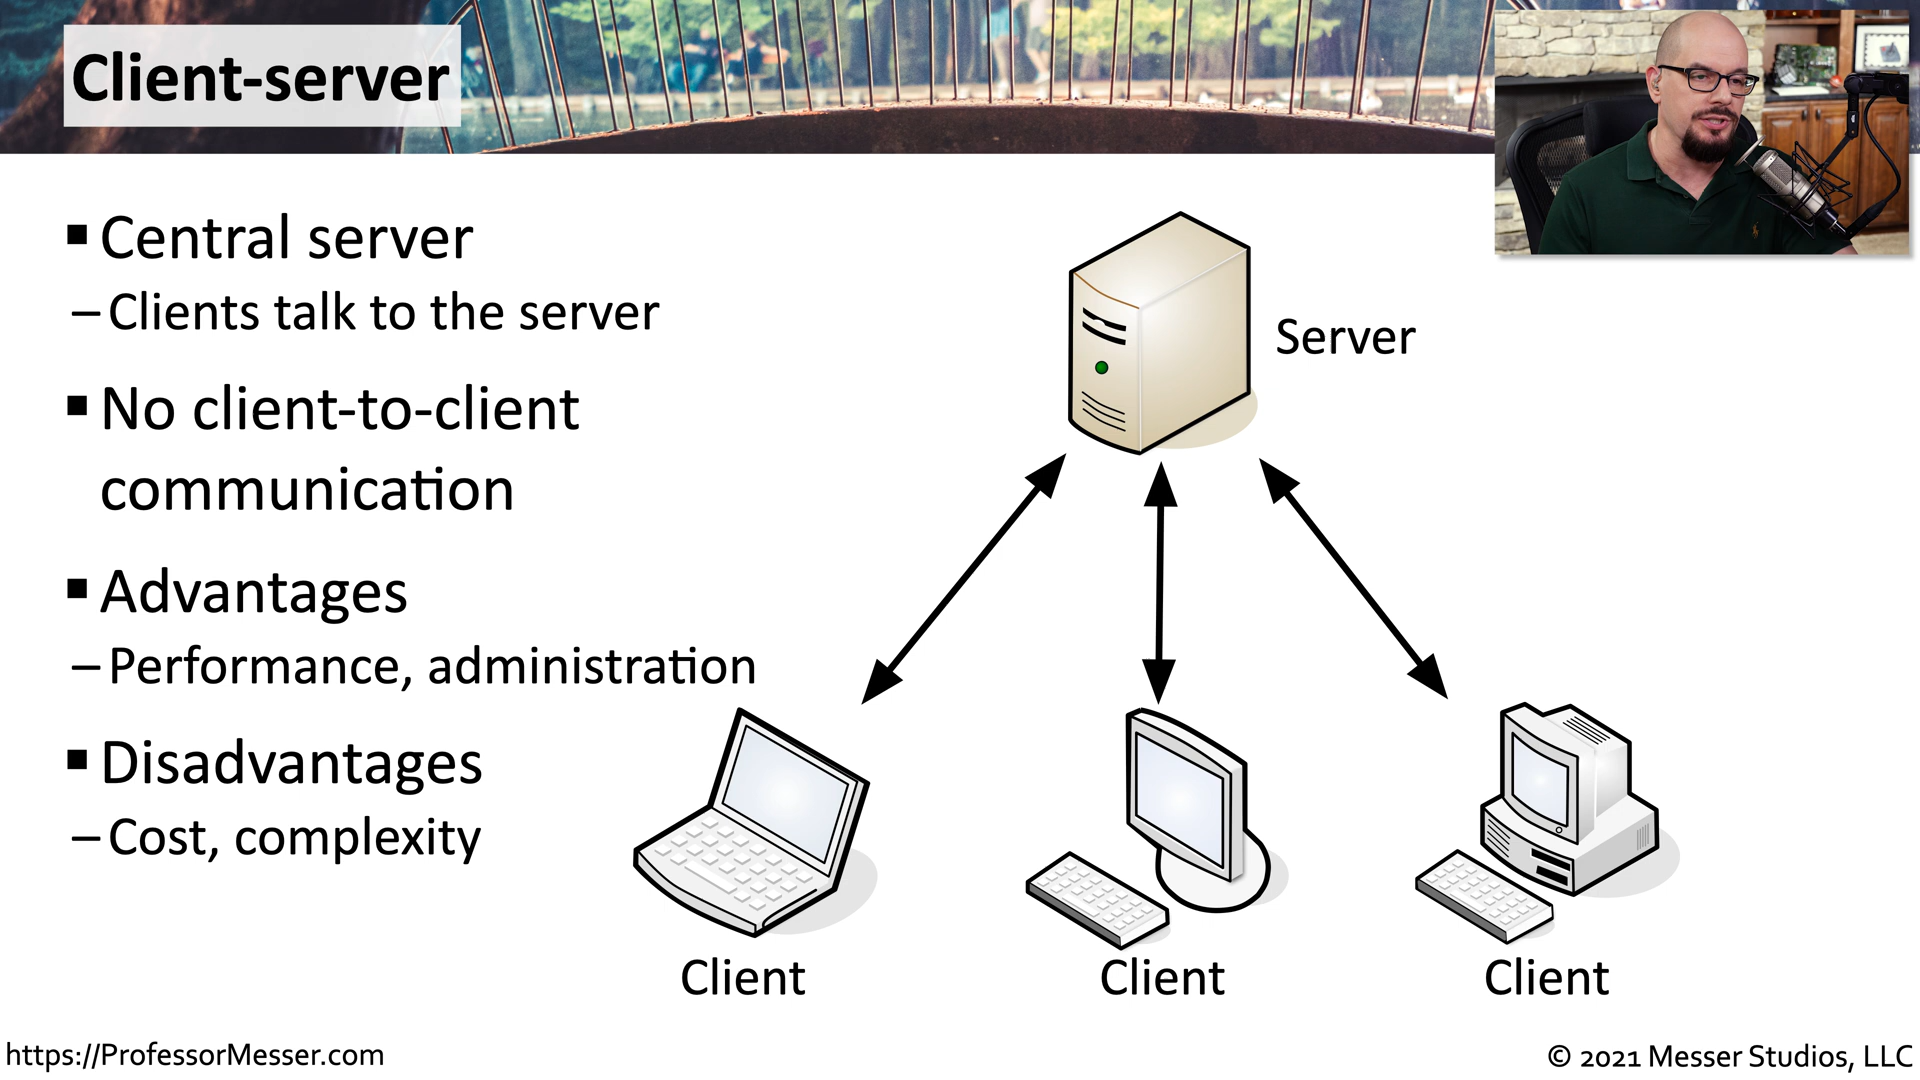 Client-server
▪ Central server
– Clients talk to the server
▪ No client-to-client
communication
▪ Advantages
– Performance, administration
▪ Disadvantages
– Cost, complexity
Server
Client
Client
Client
https://ProfessorMesser.com
© 2021 Messer Studios, LLC